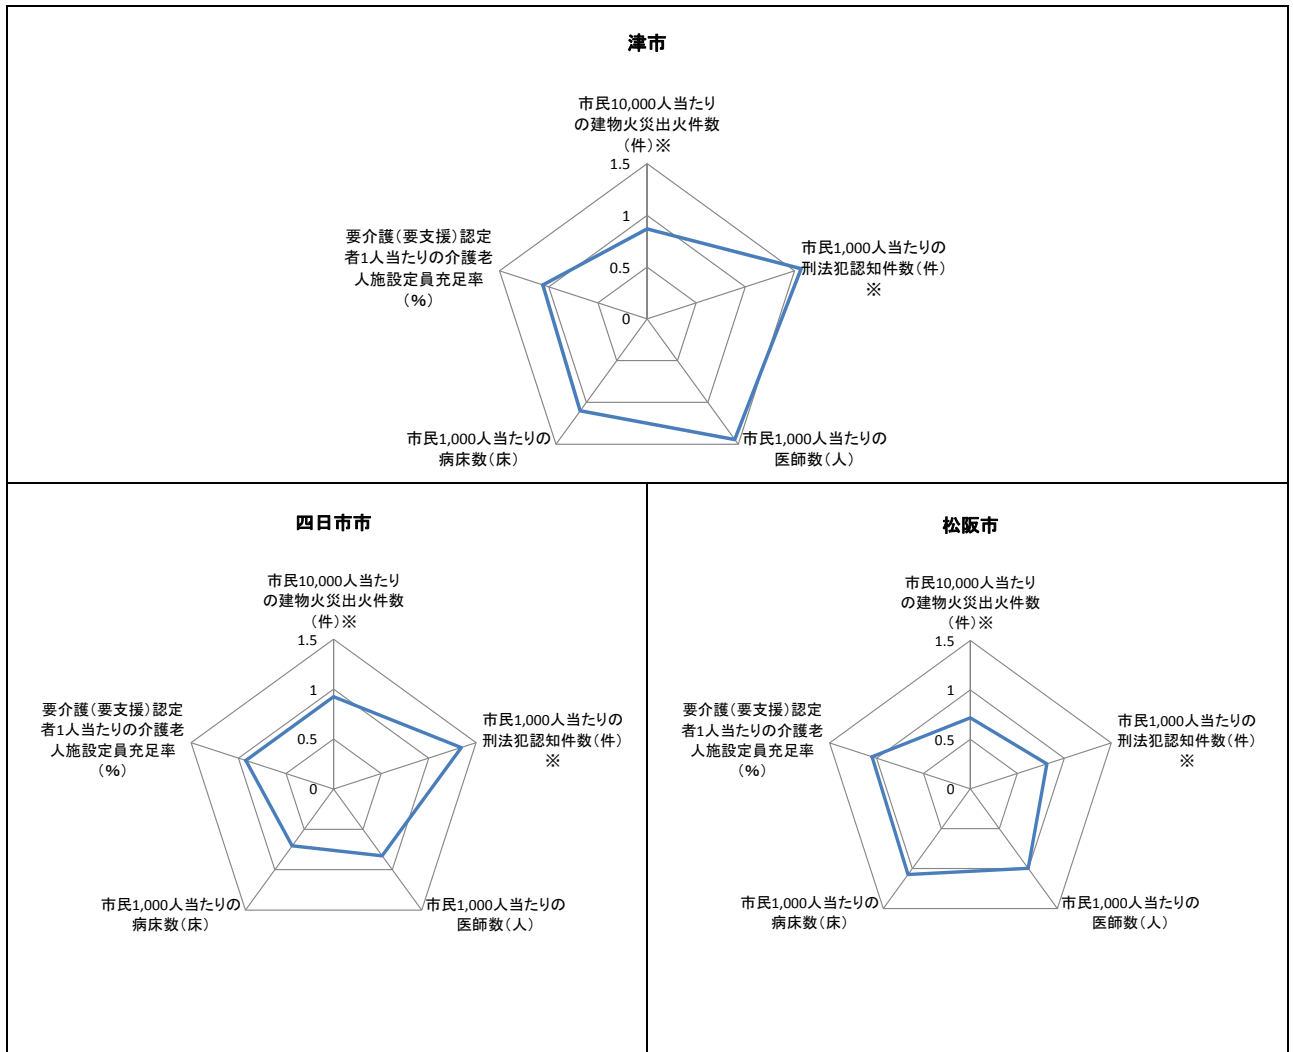 津市
市民10,000人当たり
の建物火災出火件数
(件)※
1.5
1
0.5
0
市民1,000人当たりの
刑法犯認知件数(件)
※
市民1,000人当たりの
医師数(人)
市民1,000人当たりの
病床数(床)
要介護(要支援)認定
者1人当たりの介護老
人施設定員充足率
(%)
四日市市
市民10,000人当たり
の建物火災出火件数
(件)※
1.5
1
0.5
0
市民1,000人当たりの
刑法犯認知件数(件)
※
市民1,000人当たりの
医師数(人)
市民1,000人当たりの
病床数(床)
要介護(要支援)認定
者1人当たりの介護老
人施設定員充足率
(%)
松阪市
市民10,000人当たり
の建物火災出火件数
(件)※
1.5
1
0.5
0
市民1,000人当たりの
刑法犯認知件数(件)
※
市民1,000人当たりの
医師数(人)
市民1,000人当たりの
病床数(床)
要介護(要支援)認定
者1人当たりの介護老
人施設定員充足率
(%)